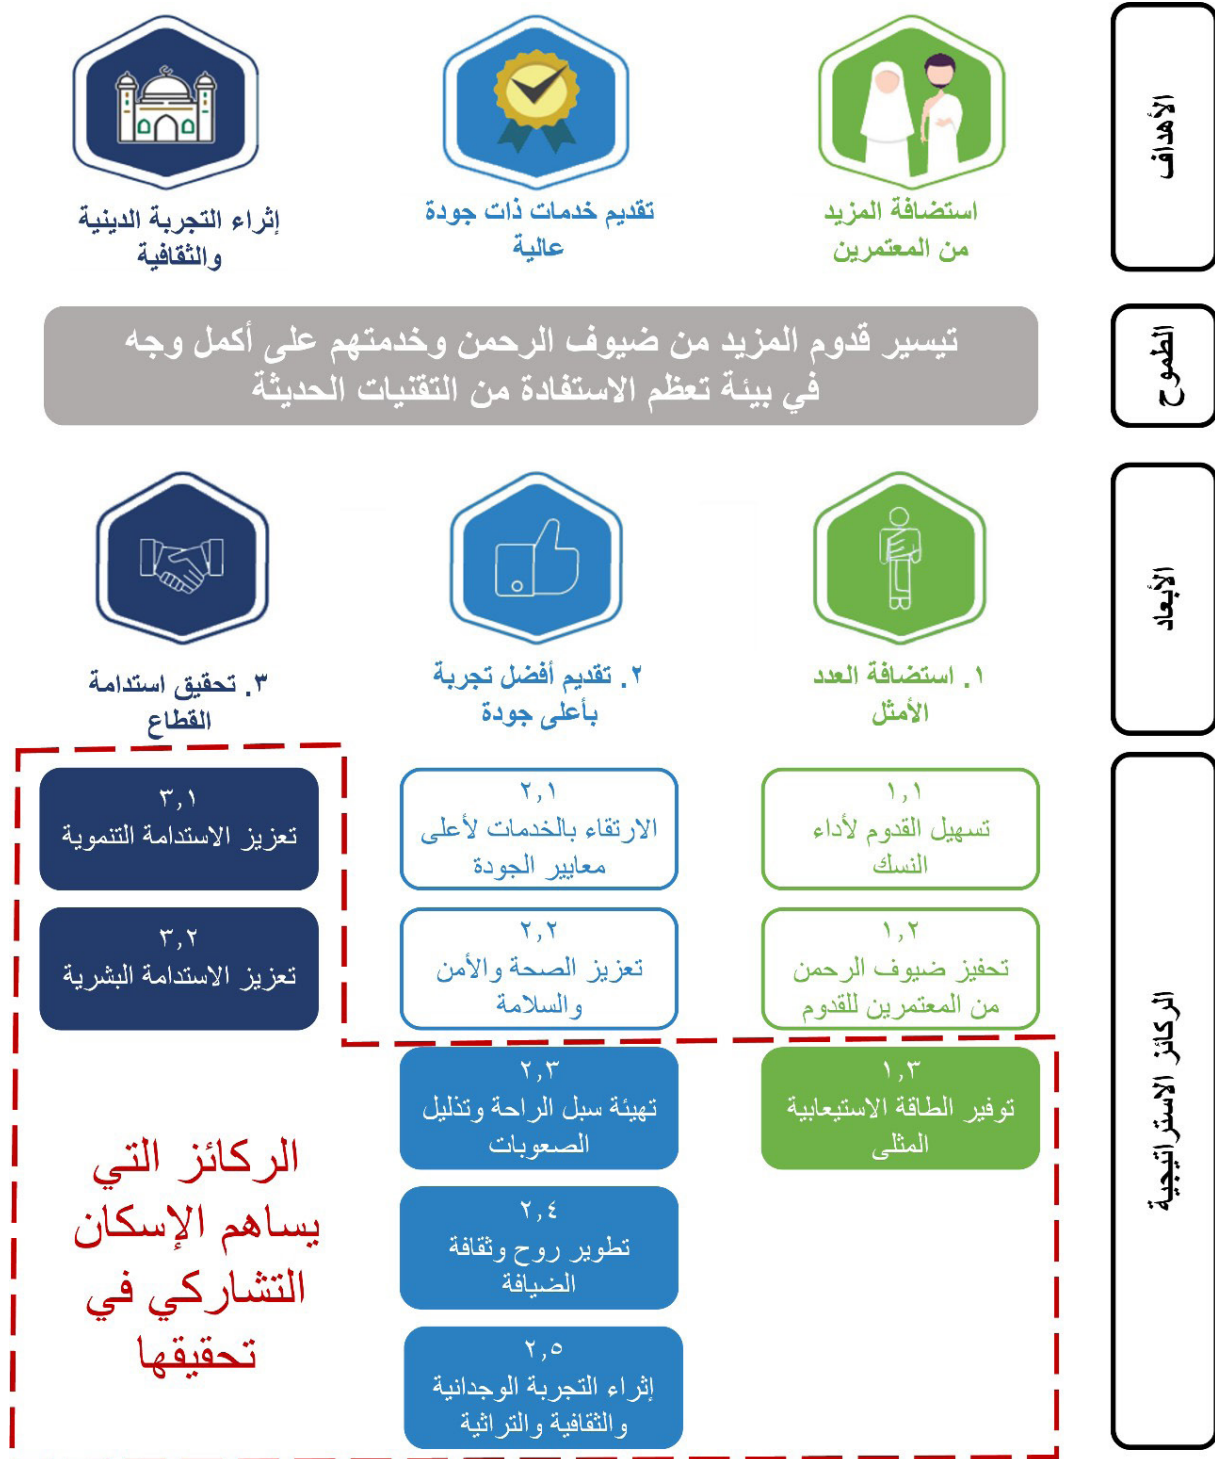 الأهداف
استضافة المزيد
من المعتمرين
تقديم خدمات ذات جودة
عالية
إثراء التجربة الدينية
والثقافية
الطموح
تيسير قدوم المزيد من ضيوف الرحمن وخدمتهم على أكمل وجه
في بيئة تعظم الاستفادة من التقنيات الحديثة
الأبعاد
١. استضافة العدد
الأمثل
٢. تقديم أفضل تجربة
بأعلى جودة
٣. تحقيق استدامة
القطاع
الركائز الاستراتيجية
١,١
تسهيل القدوم لأداء
النسك
١,٢
تحفيز ضيوف الرحمن
من المعتمرين للقدوم
١,٣
توفير الطاقة الاستيعابية
المثلى
٢,١
الارتقاء بالخدمات لأعلى
معايير الجودة
٢,٢
تعزيز الصحة والأمن
والسلامة
٢,٣
تهيئة سبل الراحة وتذليل
الصعوبات
٢,٤
تطوير روح وثقافة
الضيافة
٢,٥
إثراء التجربة الوجدانية
والثقافية والتراثية
٣,١
تعزيز الاستدامة التنموية
٣,٢
تعزيز الاستدامة البشرية
الركائز التي
يساهم الإسكان
التشاركي في
تحقيقها